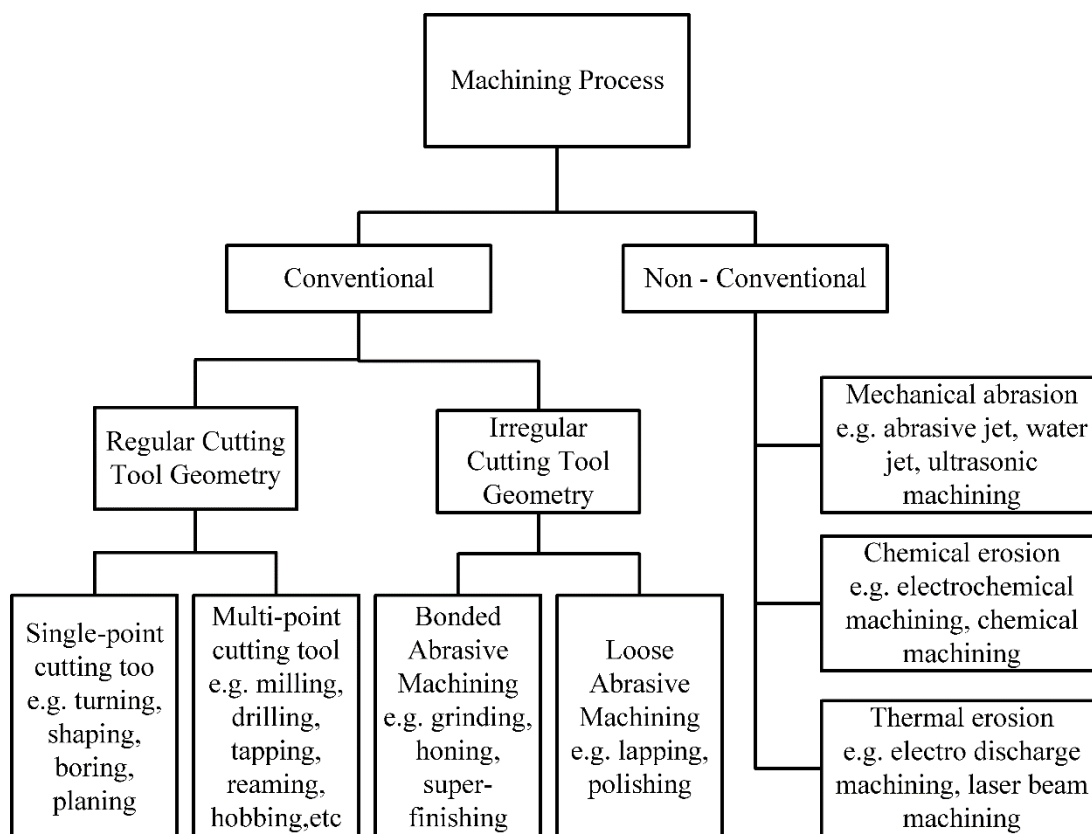 Machining Process
Conventional
Non - Conventional
Regular Cutting
Tool Geometry
Irregular
Cutting Tool
Geometry
Single-point
cutting too
e.g. turning,
shaping,
boring,
planing
Multi-point
cutting tool
e.g. milling,
drilling,
tapping,
reaming,
hobbing,etc
Bonded
Abrasive
Machining
e.g. grinding,
honing,
super-
finishing
Loose
Abrasive
Machining
e.g. lapping,
polishing
Mechanical abrasion
e.g. abrasive jet, water
jet, ultrasonic
machining
Chemical erosion
e.g. electrochemical
machining, chemical
machining
Thermal erosion
e.g. electro discharge
machining, laser beam
machining